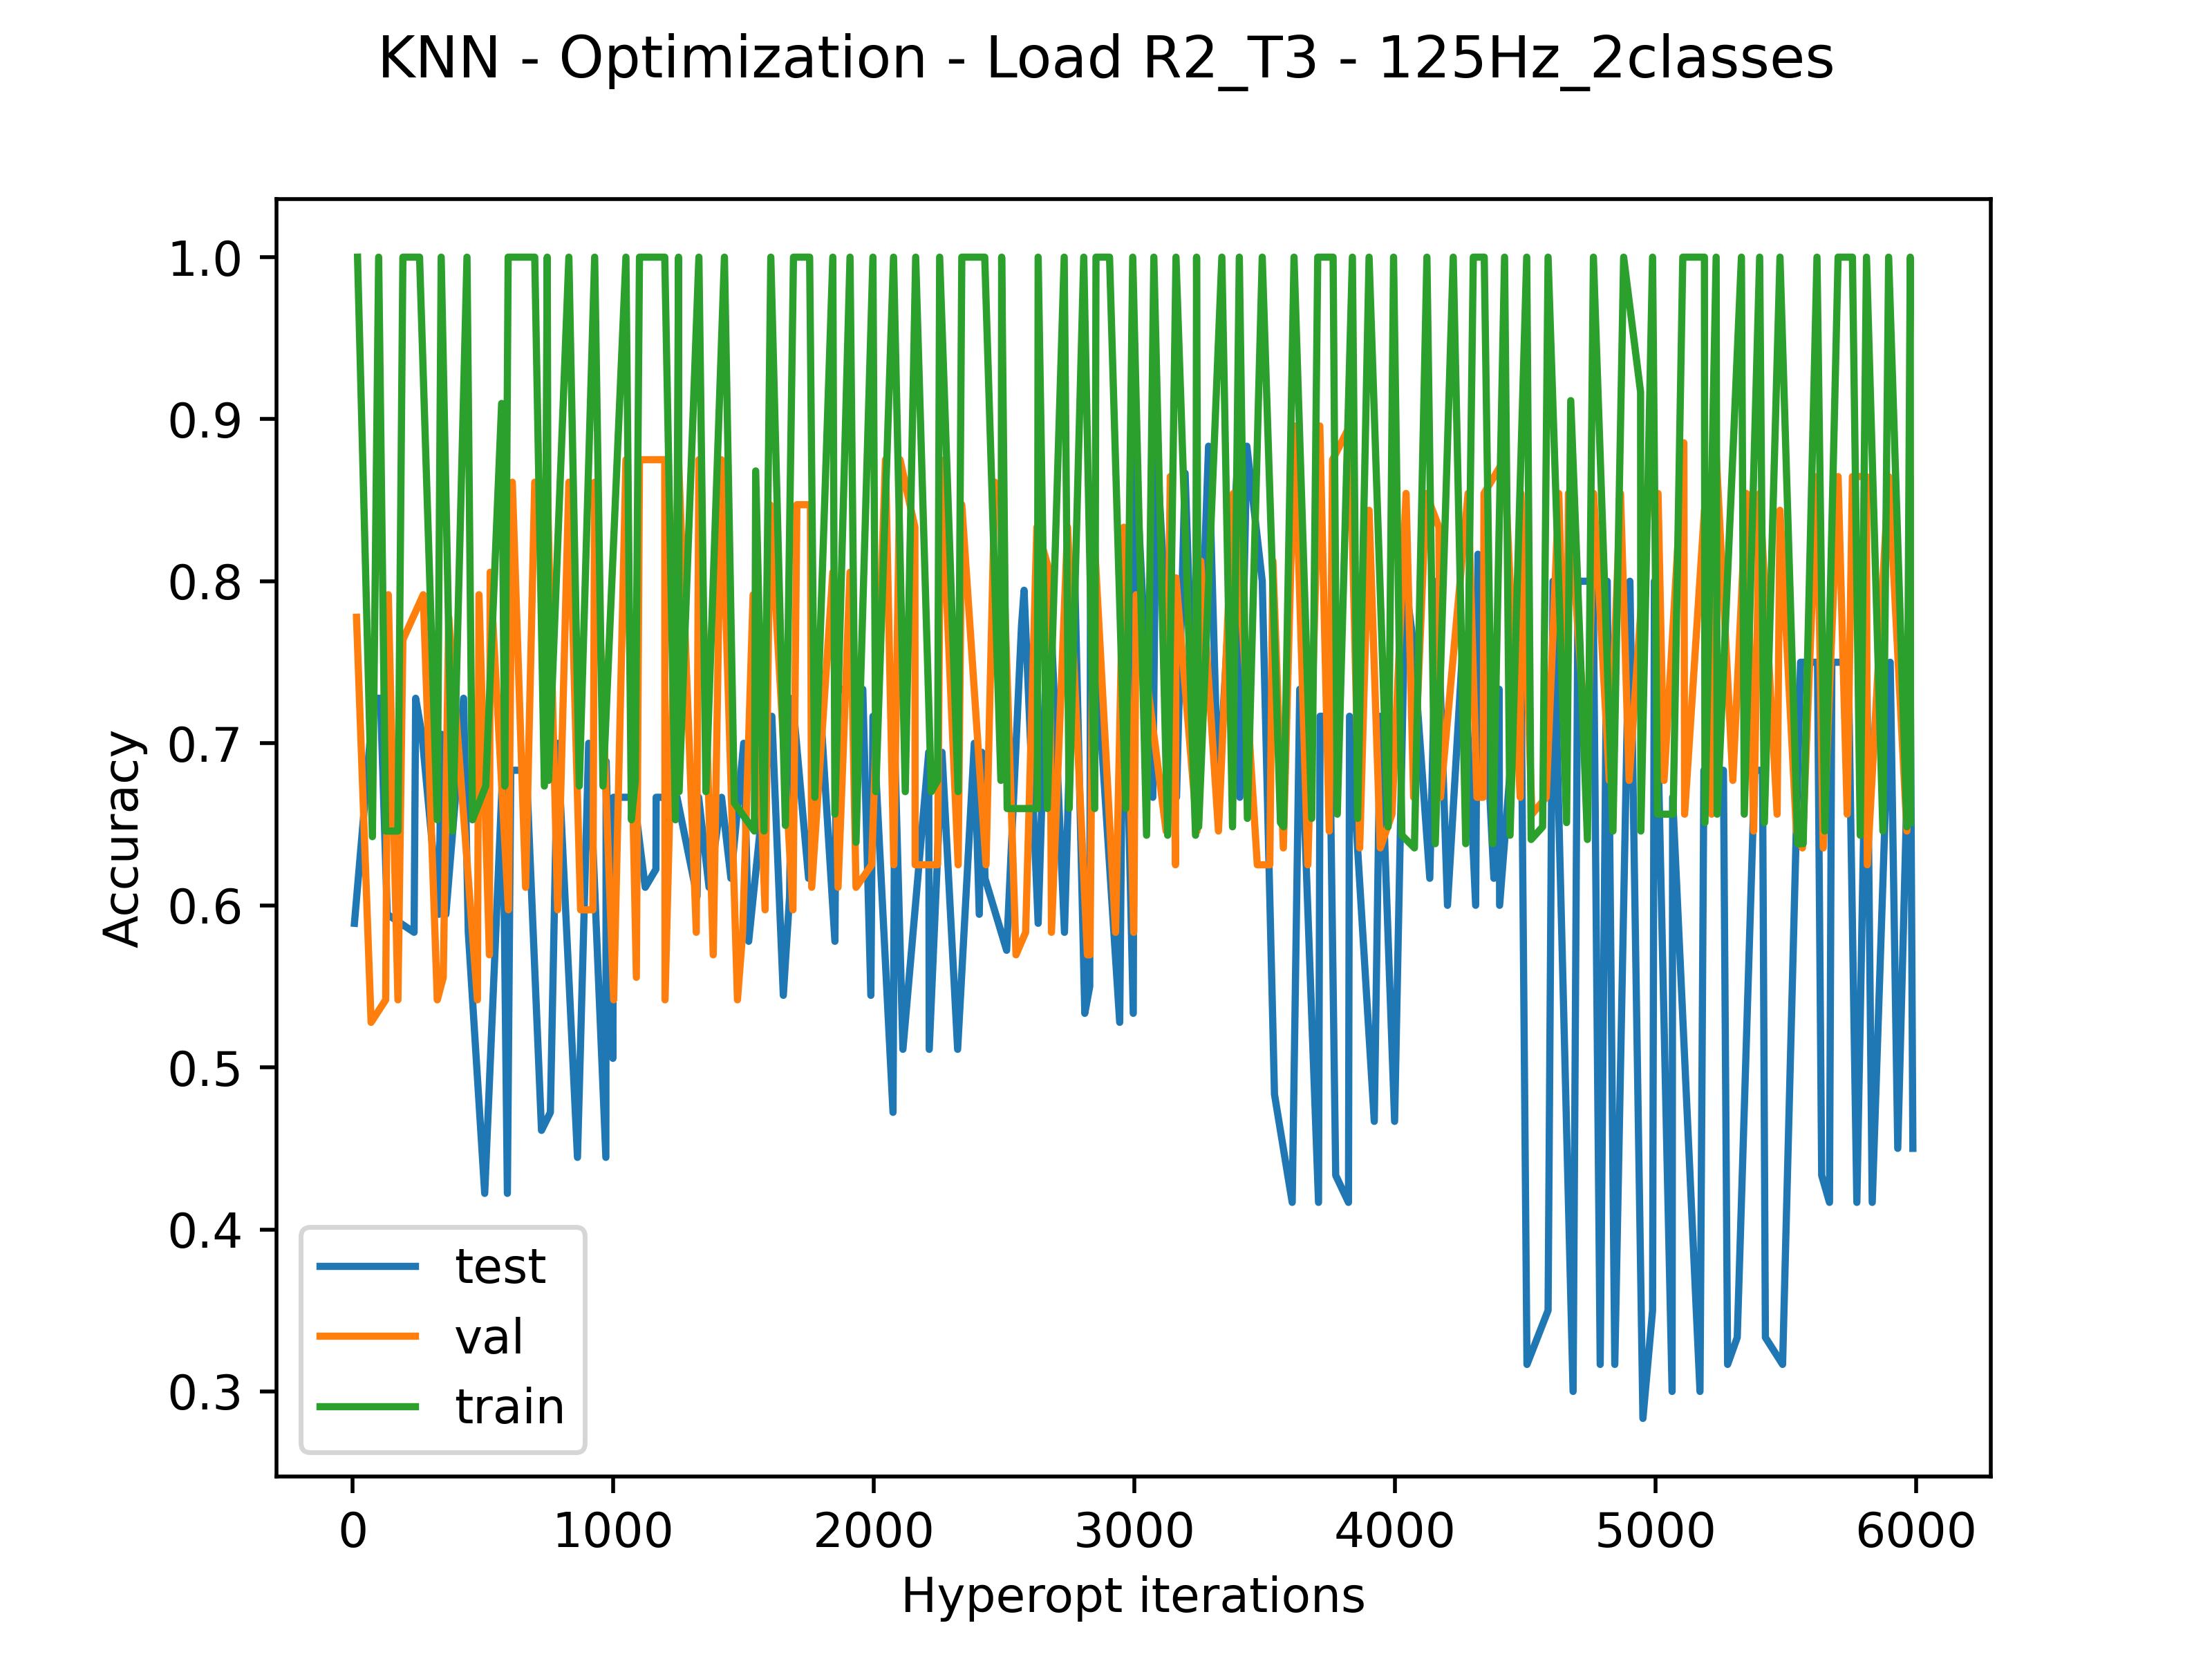 KNN - Optimization - Load R2_T3 - 125Hz_2classes
1.0
0.9
0.8
0.7
0.6
0.5
0.4
0.3
Accuracy
test
val
train
0 1000 2000 3000 4000 5000 6000
Hyperopt iterations